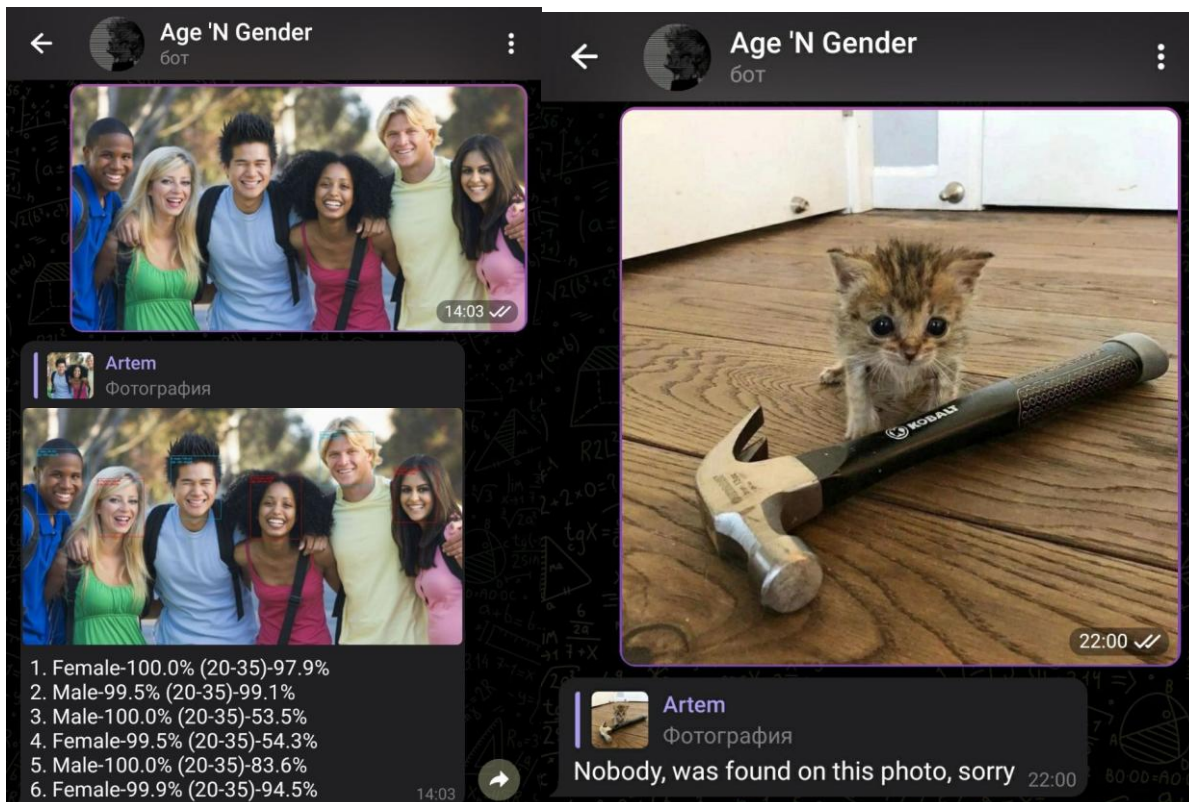 Age 'N Gender
бот
14:03
Artem
Фотография
1. Female-100.0% (20-35)-97.9%
2. Male-99.5% (20-35)-99.1%
3. Male-100.0% (20-35)-53.5%
4. Female-99.5% (20-35)-54.3%
5. Male-100.0% (20-35)-83.6%
6. Female-99.9% (20-35)-94.5%
14:03
Age 'N Gender
бот
KOBALT
22:00
Artem
Фотография
Nobody, was found on this photo, sorry 22:00